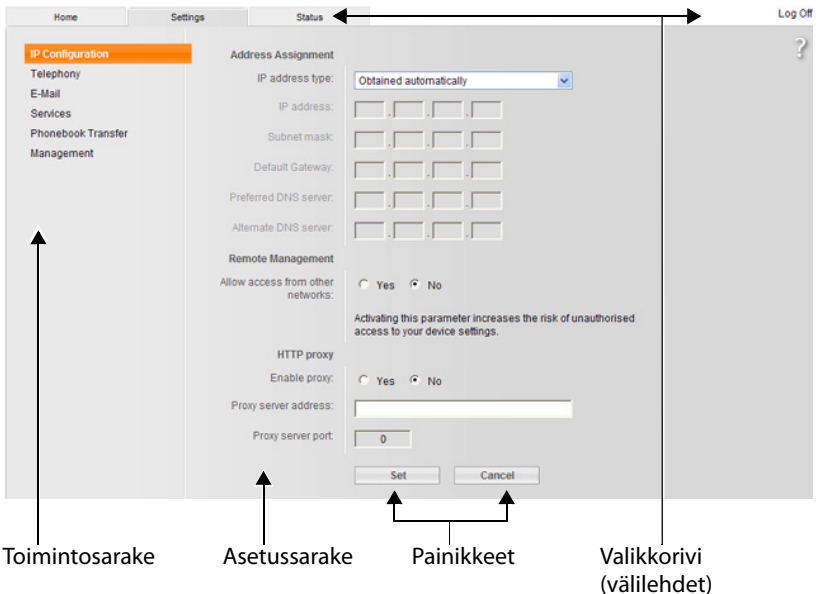 Home Settings Status Log Off
?
IP Configuration
Telephony
E-Mail
Services
Phonebook Transfer
Management
Address Assignment
IP address type: Obtained automatically
IP address: . . .
Subnet mask: . . .
Default Gateway: . . .
Preferred DNS server: . . .
Alternate DNS server: . . .
Remote Management
Allow access from other
networks: Yes No
Activating this parameter increases the risk of unauthorised
access to your device settings.
HTTP proxy
Enable proxy: Yes No
Proxy server address:
Proxy server port: 0
Set Cancel
Toimintosarake Asetussarake Painikkeet Valikkorivi
(välilehdet)